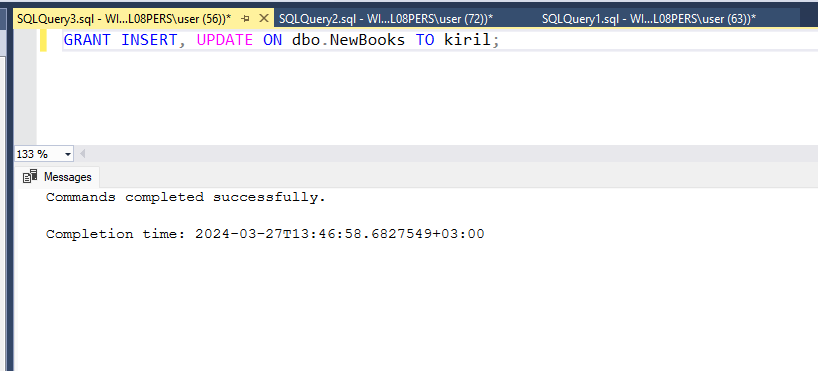 SQLQuery3.sql - WI...L08PERS\user (56))* SQLQuery2.sql - WI...L08PERS\user (72))* SQLQuery1.sql - WI...L08PERS\user (63))*
GRANT INSERT, UPDATE ON dbo.NewBooks TO kiril;
133 %
Messages
Commands completed successfully.
Completion time: 2024-03-27T13:46:58.6827549+03:00